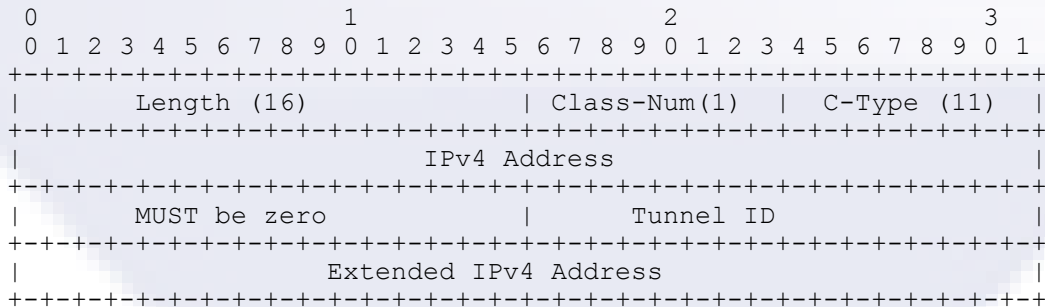 0                   1                   2                   3
0 1 2 3 4 5 6 7 8 9 0 1 2 3 4 5 6 7 8 9 0 1 2 3 4 5 6 7 8 9 0 1
+-+-+-+-+-+-+-+-+-+-+-+-+-+-+-+-+-+-+-+-+-+-+-+-+-+-+-+-+-+-+-+-+
|       Length (16)             | Class-Num(1)  |  C-Type (11)  |
+-+-+-+-+-+-+-+-+-+-+-+-+-+-+-+-+-+-+-+-+-+-+-+-+-+-+-+-+-+-+-+-+
|                         IPv4 Address                          |
+-+-+-+-+-+-+-+-+-+-+-+-+-+-+-+-+-+-+-+-+-+-+-+-+-+-+-+-+-+-+-+-+
|       MUST be zero            |      Tunnel ID                |
+-+-+-+-+-+-+-+-+-+-+-+-+-+-+-+-+-+-+-+-+-+-+-+-+-+-+-+-+-+-+-+-+
|                   Extended IPv4 Address                       |
+-+-+-+-+-+-+-+-+-+-+-+-+-+-+-+-+-+-+-+-+-+-+-+-+-+-+-+-+-+-+-+-+